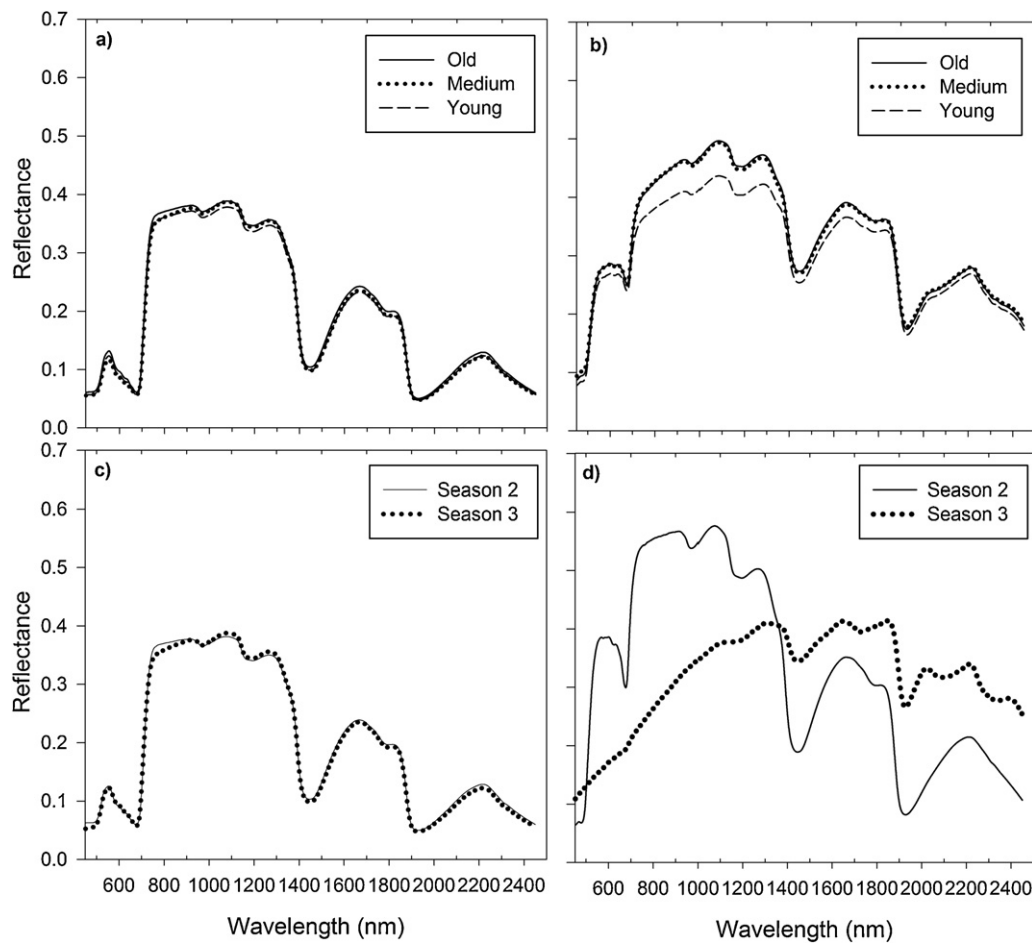 a)
Old
Medium
Young
b)
Old
Medium
Young
0.7
0.6
0.5
0.4
0.3
0.2
0.1
0.0
Reflectance
c)
Season 2
Season 3
d)
Season 2
Season 3
0.7
0.6
0.5
0.4
0.3
0.2
0.1
0.0
Reflectance
600 800 1000 1200 1400 1600 1800 2000 2200 2400
600 800 1000 1200 1400 1600 1800 2000 2200 2400
Wavelength (nm)
Wavelength (nm)